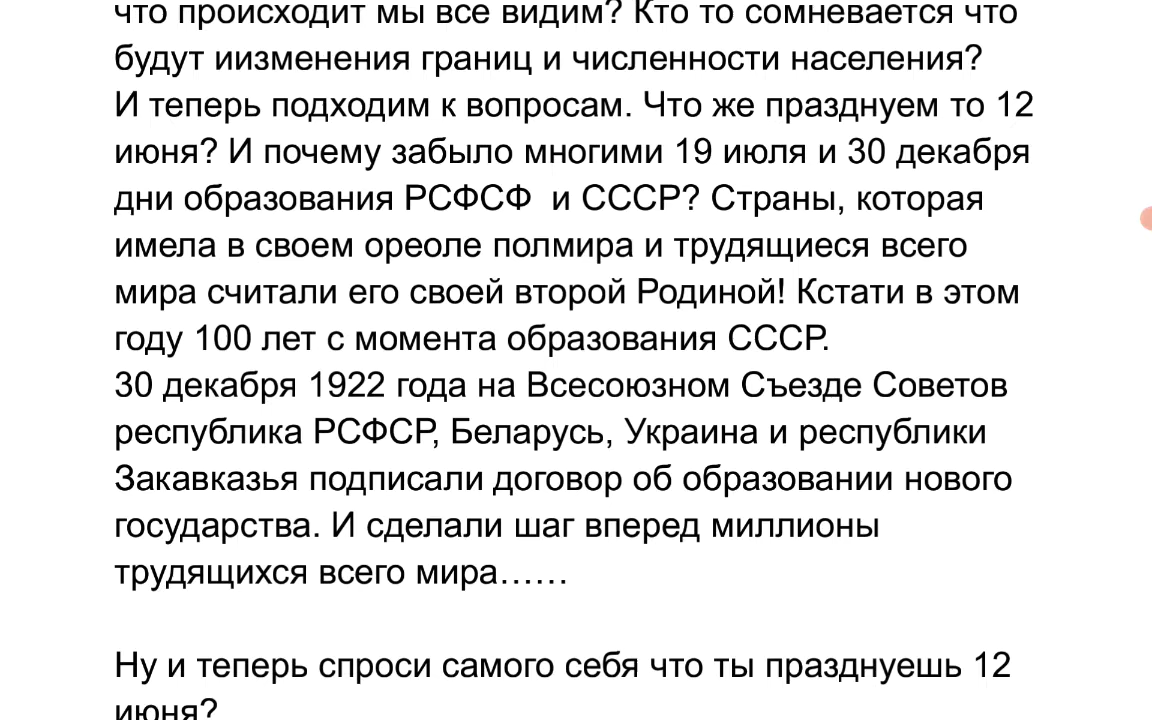 что происходит мы все видим? Кто то сомневается что
будут иизменения границ и численности населения?
И теперь подходим к вопросам. Что же празднуем то 12
июня? И почему забыло многими 19 июля и 30 декабря
дни образования РСФСФ  и СССР? Страны, которая
имела в своем ореоле полмира и трудящиеся всего
мира считали его своей второй Родиной! Кстати в этом
году 100 лет с момента образования СССР.
30 декабря 1922 года на Всесоюзном Съезде Советов
республика РСФСР, Беларусь, Украина и республики
Закавказья подписали договор об образовании нового
государства. И сделали шаг вперед миллионы
трудящихся всего мира……
Ну и теперь спроси самого себя что ты празднуешь 12
июня?